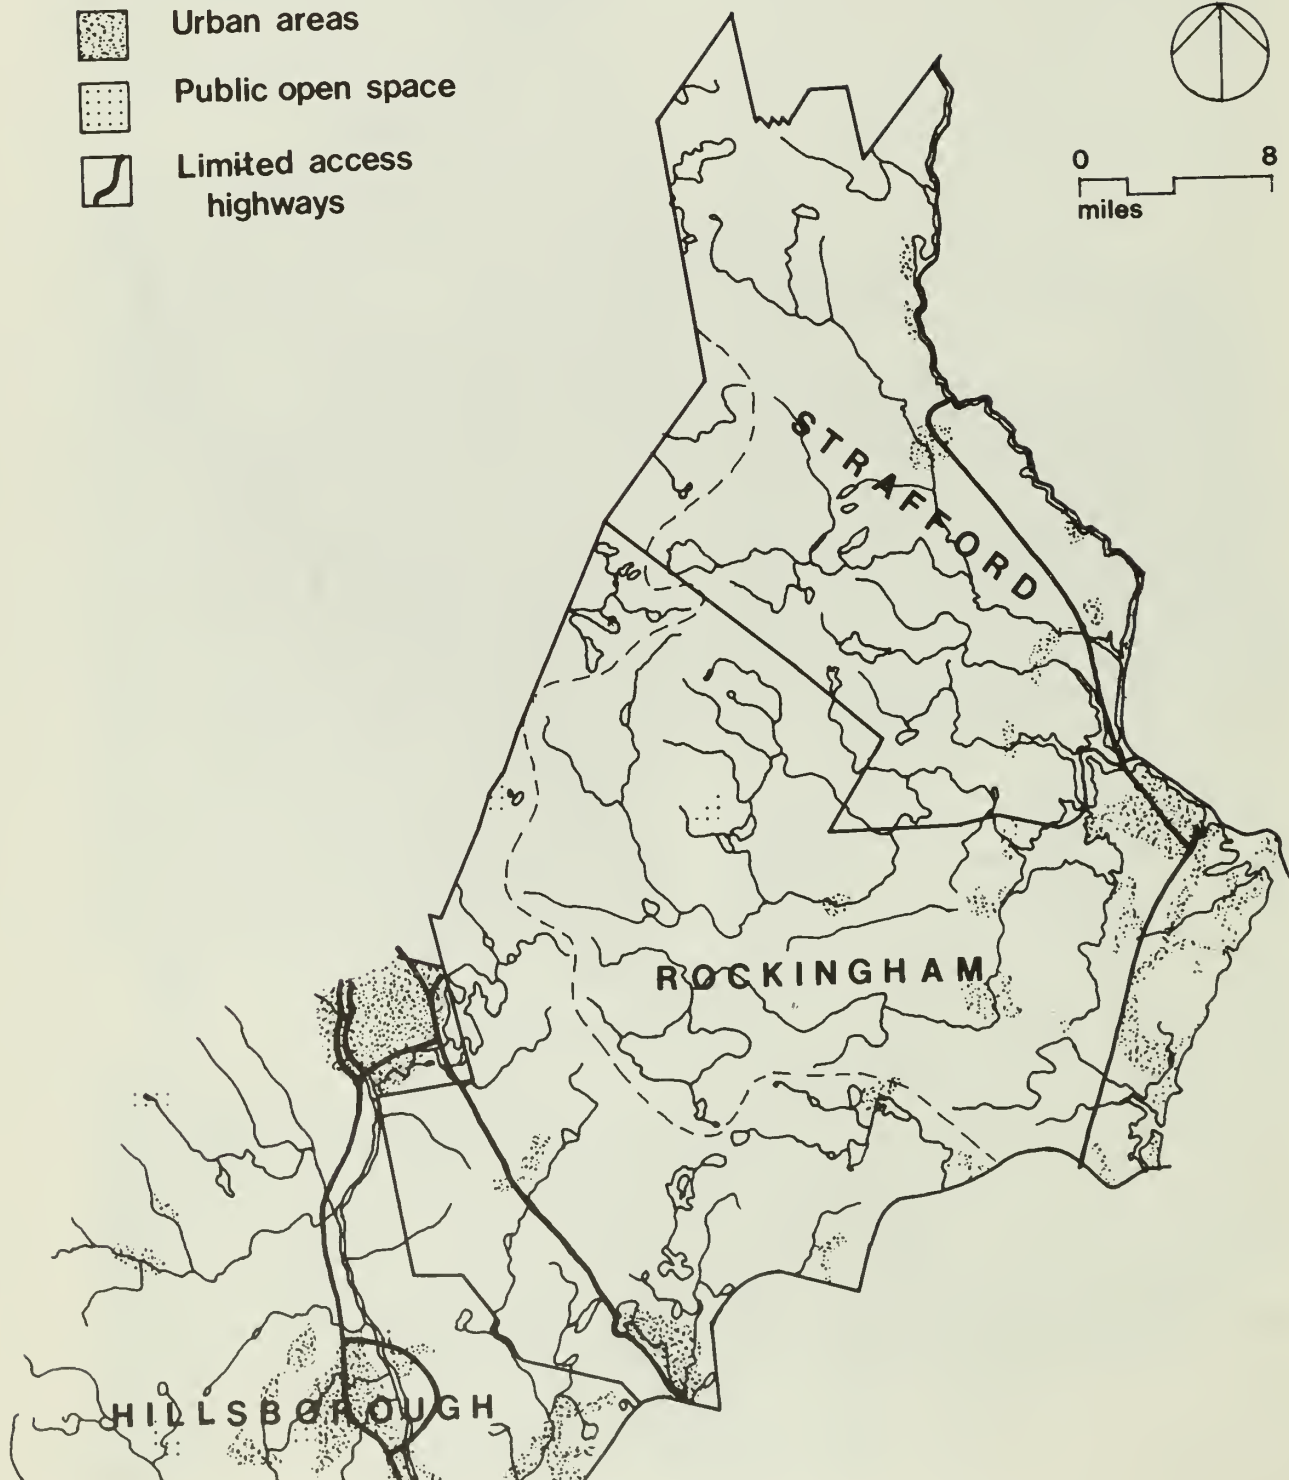 Urban areas
Public open space
Limited access
highways
0 8
miles
STRAFFORD
ROCKINGHAM
HILLSBOROUGH